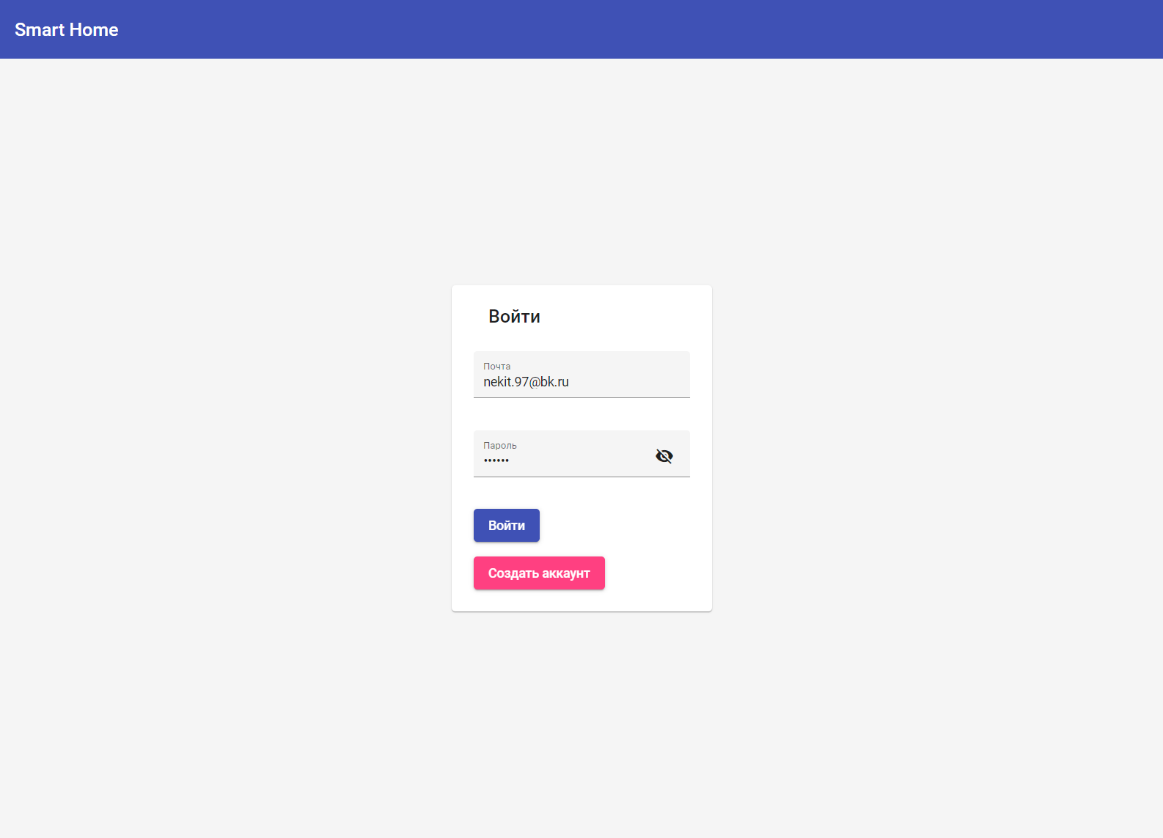 Smart Home
Войти
Почта
nekit.97@bk.ru
Пароль
••••••
Войти
Создать аккаунт